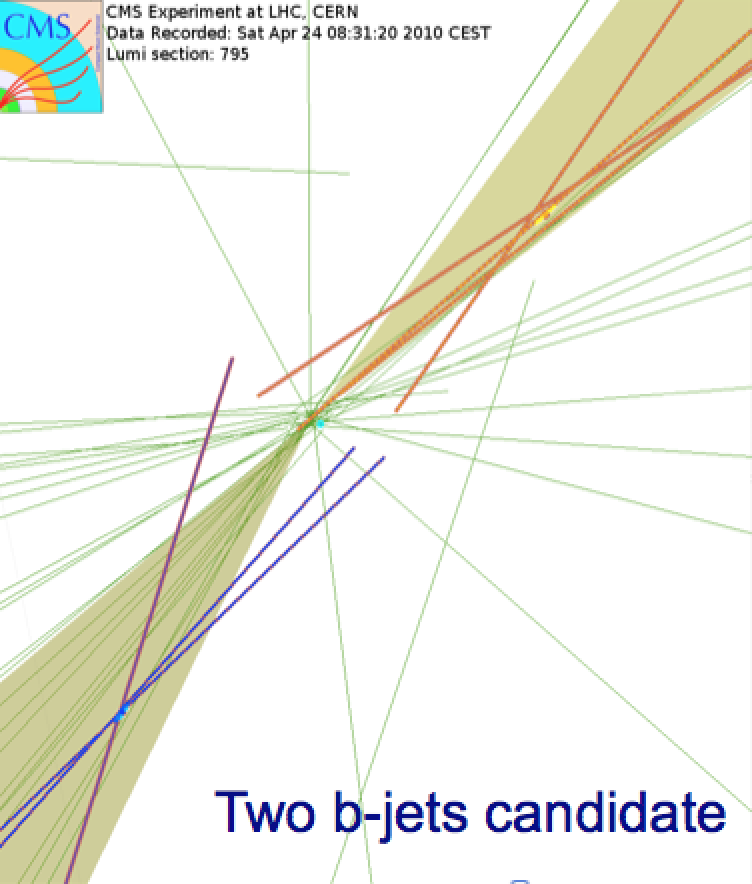 CMS
CMS Experiment at LHC, CERN
Data Recorded: Sat Apr 24 08:31:20 2010 CEST
Lumi section: 795
Two b-jets candidate